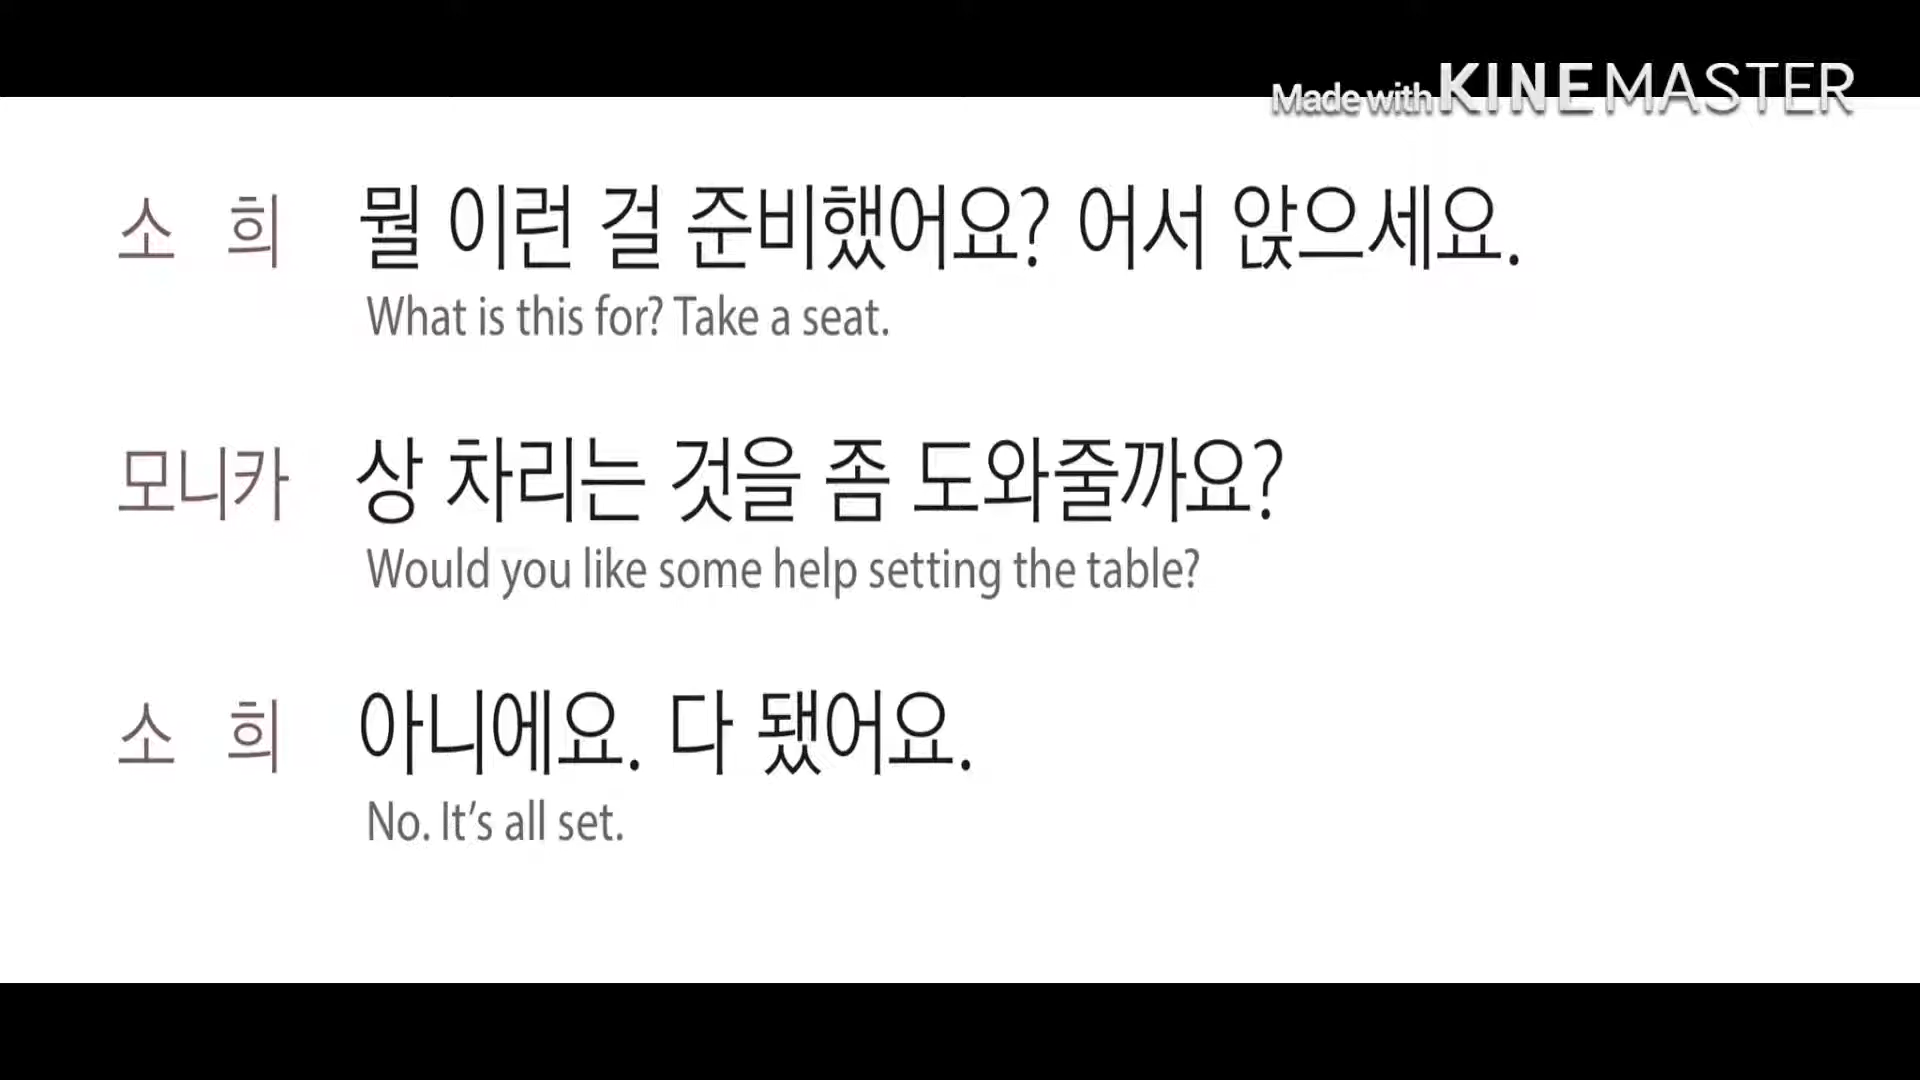 Made with KINEMASTER
소 희 뭘 이런 걸 준비했어요? 어서 앉으세요.
What is this for? Take a seat.
모니카 상 차리는 것을 좀 도와줄까요?
Would you like some help setting the table?
소 희 아니에요. 다 됐어요.
No. It's all set.